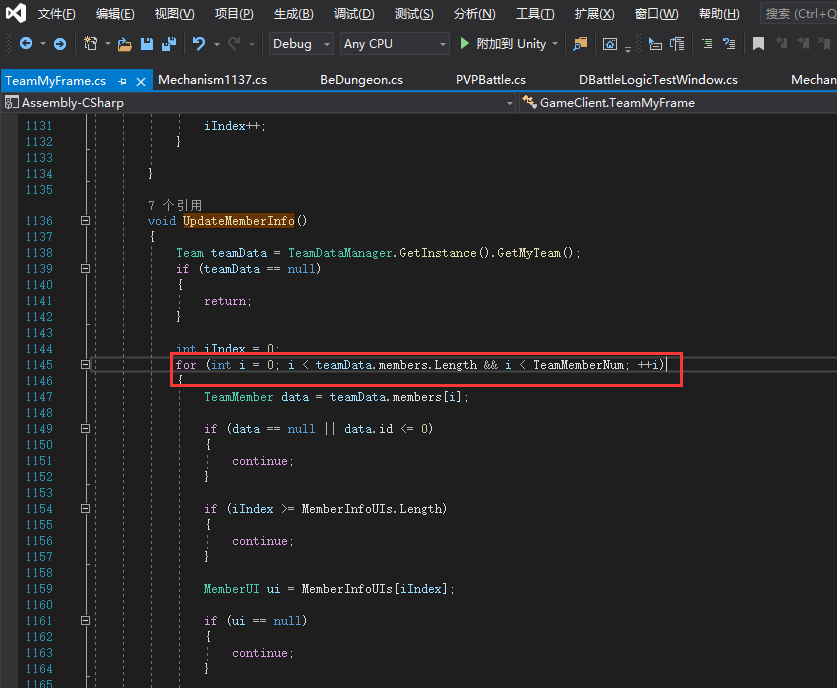 文件(F) 编辑(E) 视图(V) 项目(P) 生成(B) 调试(D) 测试(S) 分析(N) 工具(T) 扩展(X) 窗口(W) 帮助(H) 搜索 (Ctrl+Q
Debug Any CPU 附加到 Unity
TeamMyFrame.cs Mechanism1137.cs BeDungeon.cs PVPBattle.cs DBattleLogicTestWindow.cs Mechan
Assembly-CSharp GameClient.TeamMyFrame
1131 iIndex++;
1132 }
1133
1134 }
1135
7 个引用
1136 void UpdateMemberInfo()
1137 {
1138 Team teamData = TeamDataManager.GetInstance().GetMyTeam();
1139 if (teamData == null)
1140 {
1141 return;
1142 }
1143
1144 int iIndex = 0;
1145 for (int i = 0; i < teamData.members.Length && i < TeamMemberNum; ++i)
1146 {
1147 TeamMember data = teamData.members[i];
1148
1149 if (data == null || data.id <= 0)
1150 {
1151 continue;
1152 }
1153
1154 if (iIndex >= MemberInfoUIs.Length)
1155 {
1156 continue;
1157 }
1158
1159 MemberUI ui = MemberInfoUIs[iIndex];
1160
1161 if (ui == null)
1162 {
1163 continue;
1164 }
1165